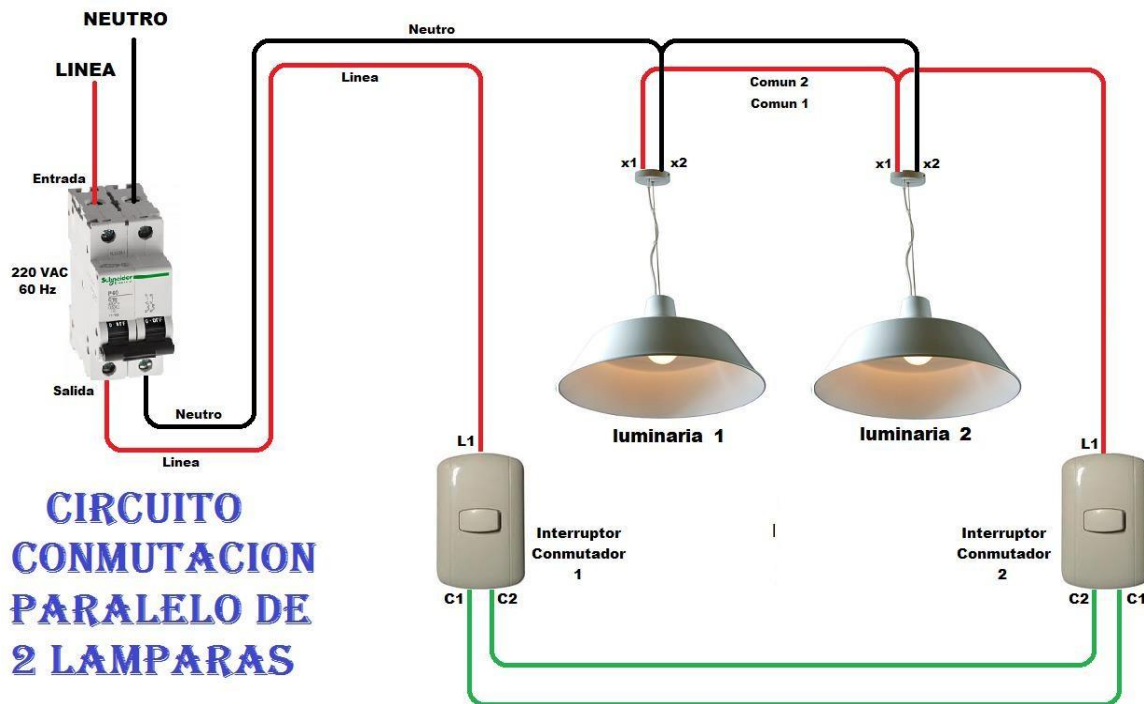 NEUTRO
LINEA
Entrada
220 VAC
60 Hz
Schneider
Salida
Neutro
Linea
Neutro
Linea
Comun 2
Comun 1
x1
x2
x1
x2
luminaria 1
luminaria 2
L1
Interruptor
Conmutador
1
C1
C2
L1
Interruptor
Conmutador
2
C2
C1
CIRCUITO
CONMUTACION
PARALELO DE
2 LAMPARAS